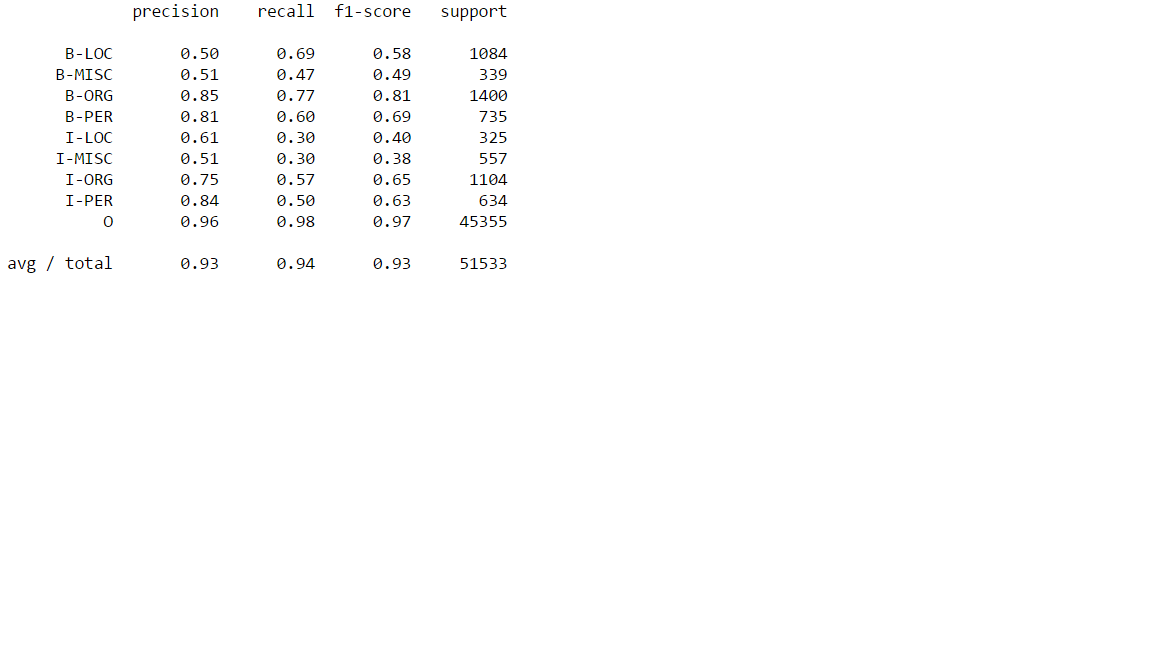 precision recall f1-score support
B-LOC 0.50 0.69 0.58 1084
B-MISC 0.51 0.47 0.49 339
B-ORG 0.85 0.77 0.81 1400
B-PER 0.81 0.60 0.69 735
I-LOC 0.61 0.30 0.40 325
I-MISC 0.51 0.30 0.38 557
I-ORG 0.75 0.57 0.65 1104
I-PER 0.84 0.50 0.63 634
O 0.96 0.98 0.97 45355
avg / total 0.93 0.94 0.93 51533